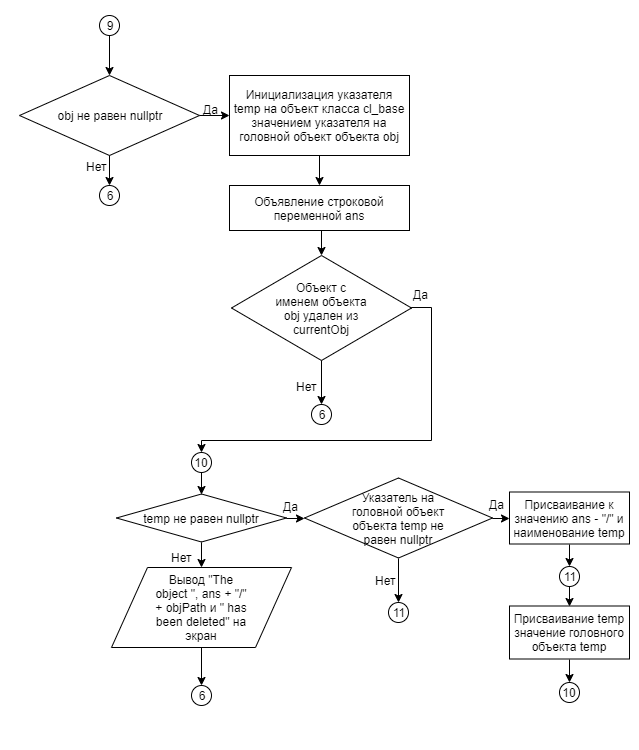 9
obj не равен nullptr
Да
Инициализация указателя
temp на объект класса cl_base
значением указателя на
головной объект объекта obj
Нет
6
Объявление строковой
переменной ans
Объект с
именем объекта
obj удален из
currentObj
Да
Нет
6
10
temp не равен nullptr
Да
Указатель на
головной объект
объекта temp не
равен nullptr
Да
Присваивание к
значению ans - "/" и
наименование temp
Нет
Вывод "The
object ", ans + "/"
+ objPath и " has
been deleted" на
экран
Нет
11
11
Присваивание temp
значение головного
объекта temp
6
10